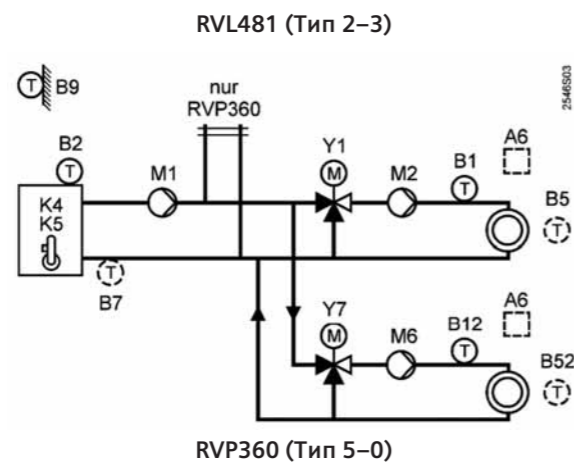 RVL481 (Тип 2–3)
T B9
nur
RVP360
2546S03
B2
T
M1
Y1
M
M2
B1
T
A6
K4
K5
B5
T
T
B7
Y7
M
M6
B12
T
A6
B52
T
RVP360 (Тип 5–0)